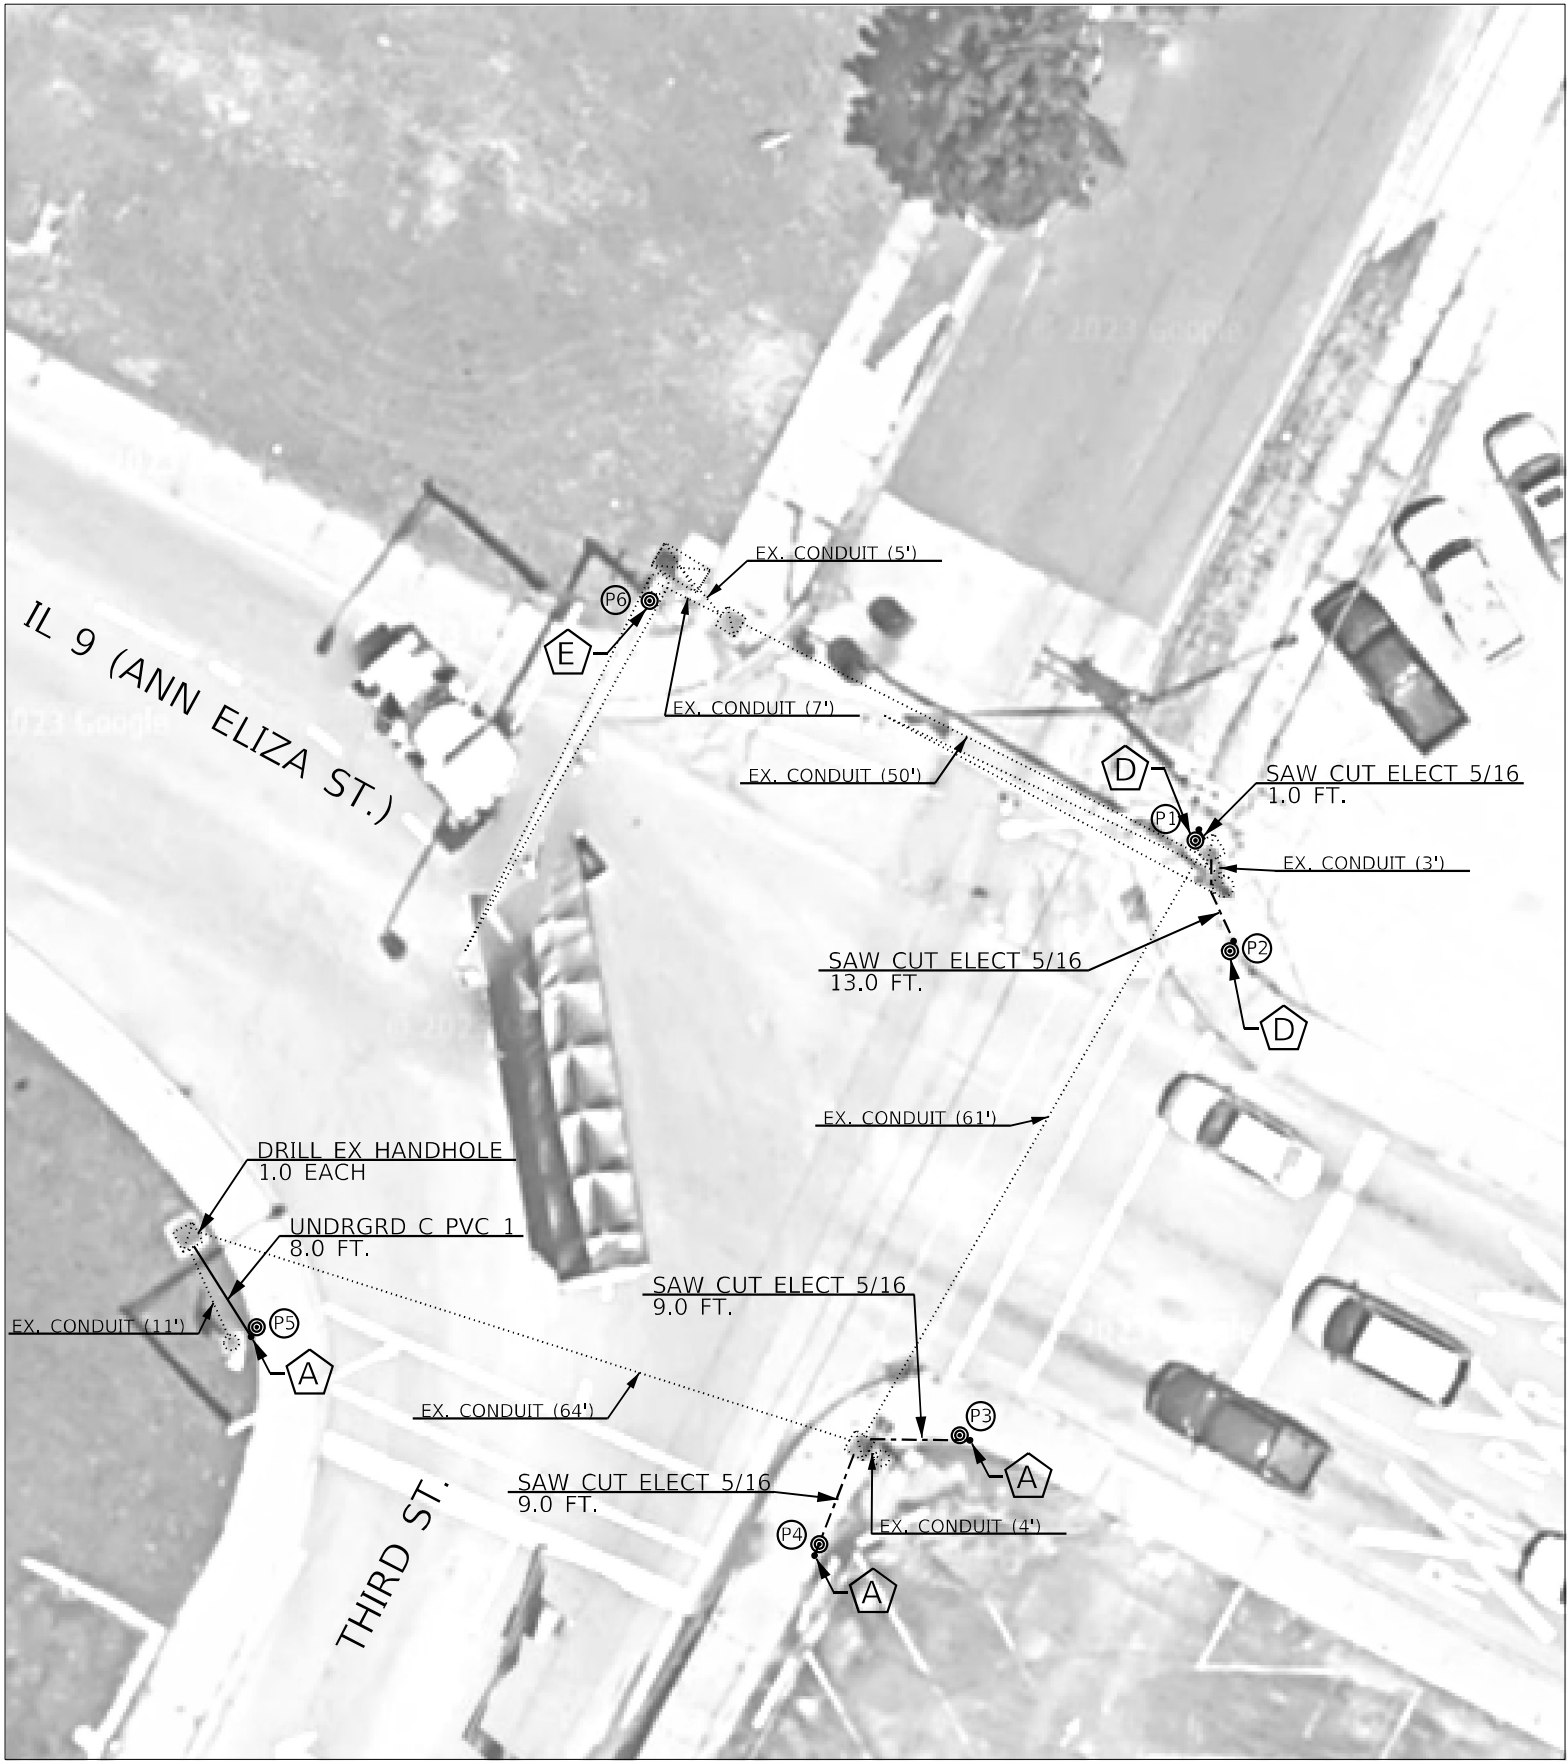 © 2023 Google
EX. CONDUIT (5')
P6
E
IL 9 (ANN ELIZA ST.)
EX. CONDUIT (7')
2023 Google
D
SAW CUT ELECT 5/16
1.0 FT.
EX. CONDUIT (50')
P1
EX. CONDUIT (3')
SAW CUT ELECT 5/16
13.0 FT.
P2
D
EX. CONDUIT (61')
DRILL EX HANDHOLE
1.0 EACH
UNDRGRD C PVC 1
8.0 FT.
SAW CUT ELECT 5/16
9.0 FT.
EX. CONDUIT (11')
P5
A
EX. CONDUIT (64')
P3
A
SAW CUT ELECT 5/16
9.0 FT.
EX. CONDUIT (4')
P4
A
THIRD ST.